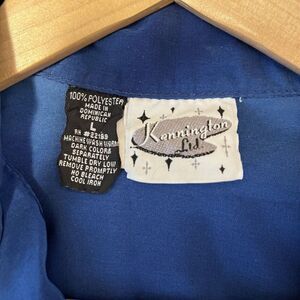 100% POLYESTER
MADE IN
DOMINICAN
REPUBLIC
L
RN #22189
MACHINE WASH WARM
DARK COLORS
SEPARATELY
TUMBLE DRY LOW
REMOVE PROMPTLY
NO BLEACH
COOL IRON
Kennington
Ltd.